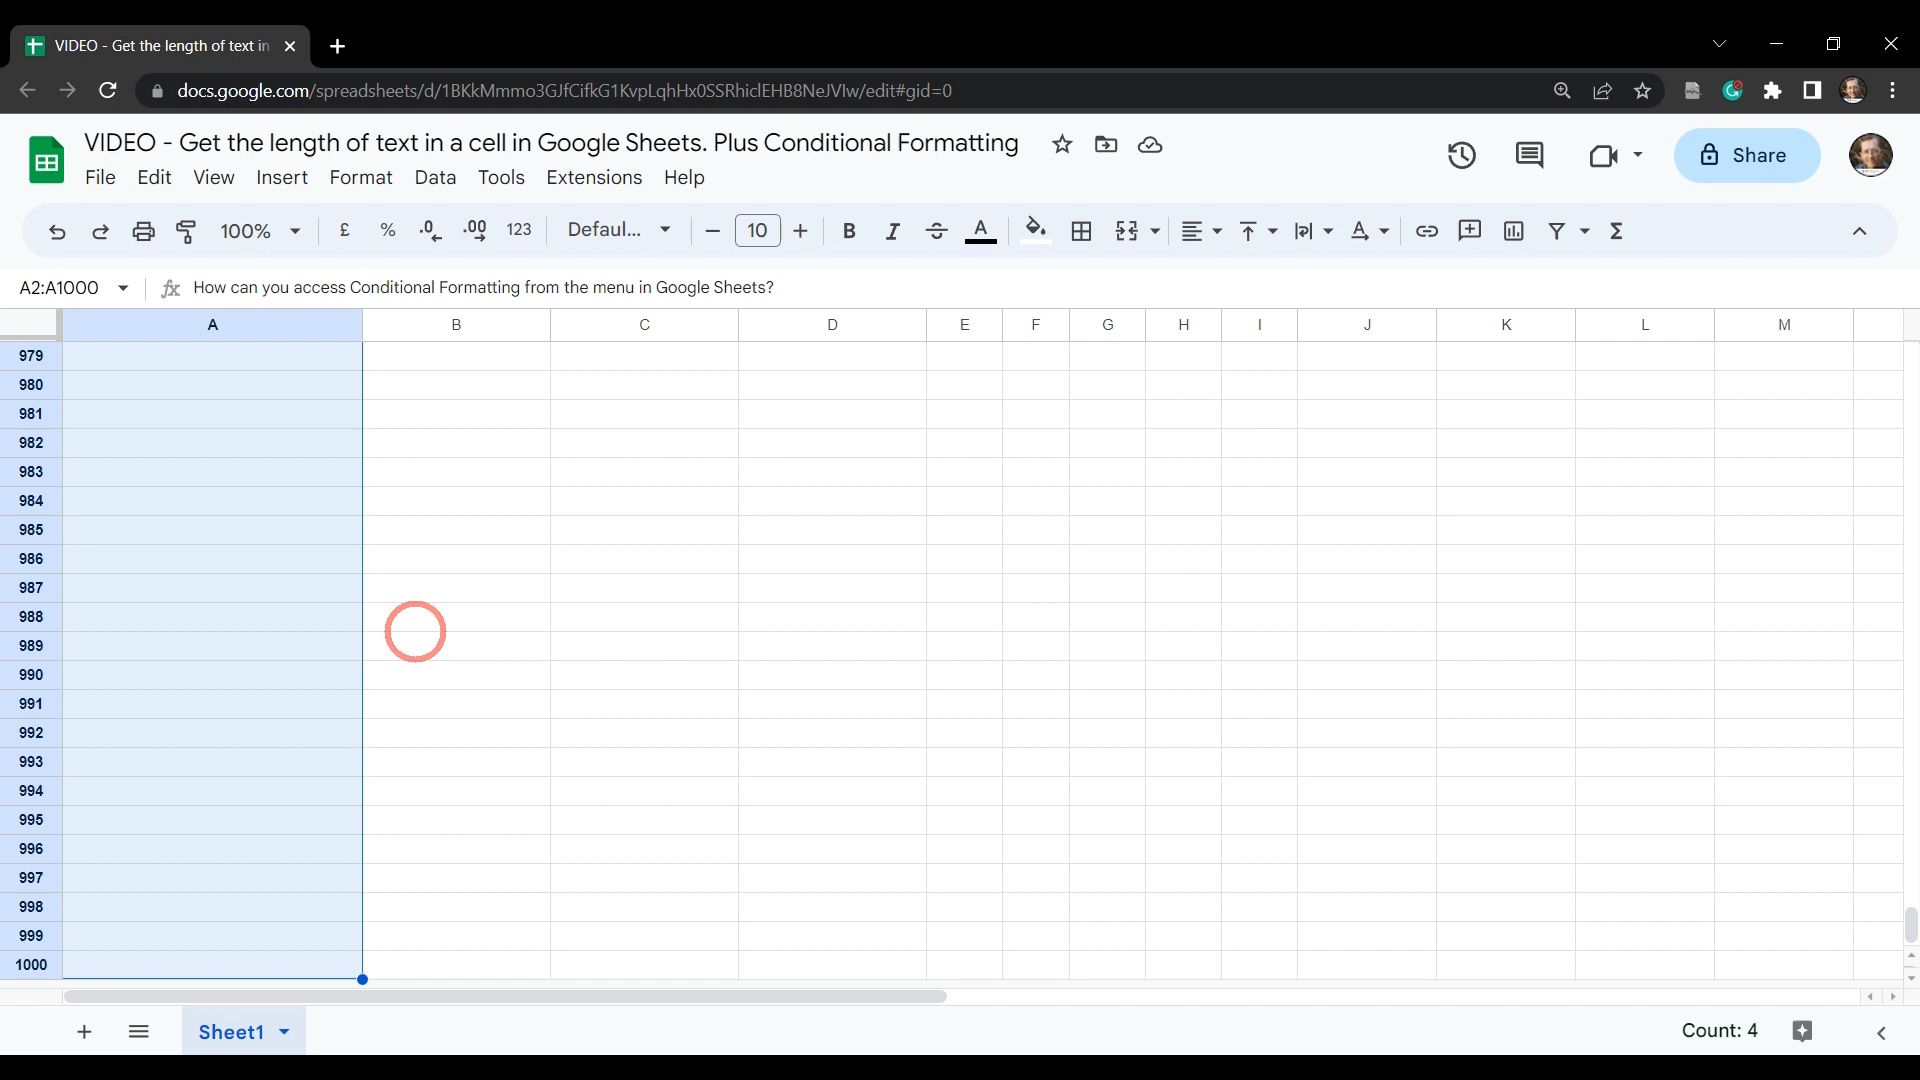 VIDEO - Get the length of text in
docs.google.com/spreadsheets/d/1BKkMmmo3GJfCifkG1KvpLqhHx0SSRhiclEHB8NeJVIw/edit#gid=0
VIDEO - Get the length of text in a cell in Google Sheets. Plus Conditional Formatting
File Edit View Insert Format Data Tools Extensions Help
Share
100% £ % .0 .00 123 Defaul... 10 B I S A A Σ
A2:A1000 fx How can you access Conditional Formatting from the menu in Google Sheets?
A B C D E F G H I J K L M
979
980
981
982
983
984
985
986
987
988
989
990
991
992
993
994
995
996
997
998
999
1000
Sheet1 Count: 4